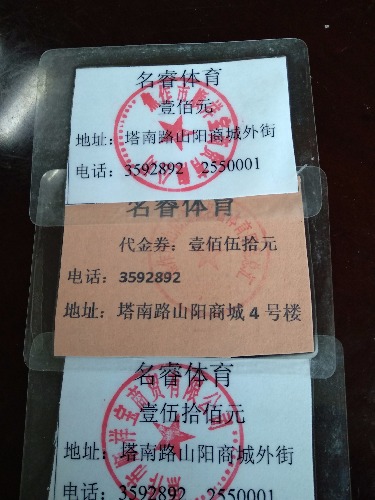 名睿体育
壹佰元
地址：塔南路山阳商城外街
电话：3592892 2550001
名睿体育
代金券：壹佰伍拾元
电话：3592892
地址：塔南路山阳商城4号楼
名睿体育
壹伍拾佰元
地址：塔南路山阳商城外街
电话：3592892 2550001